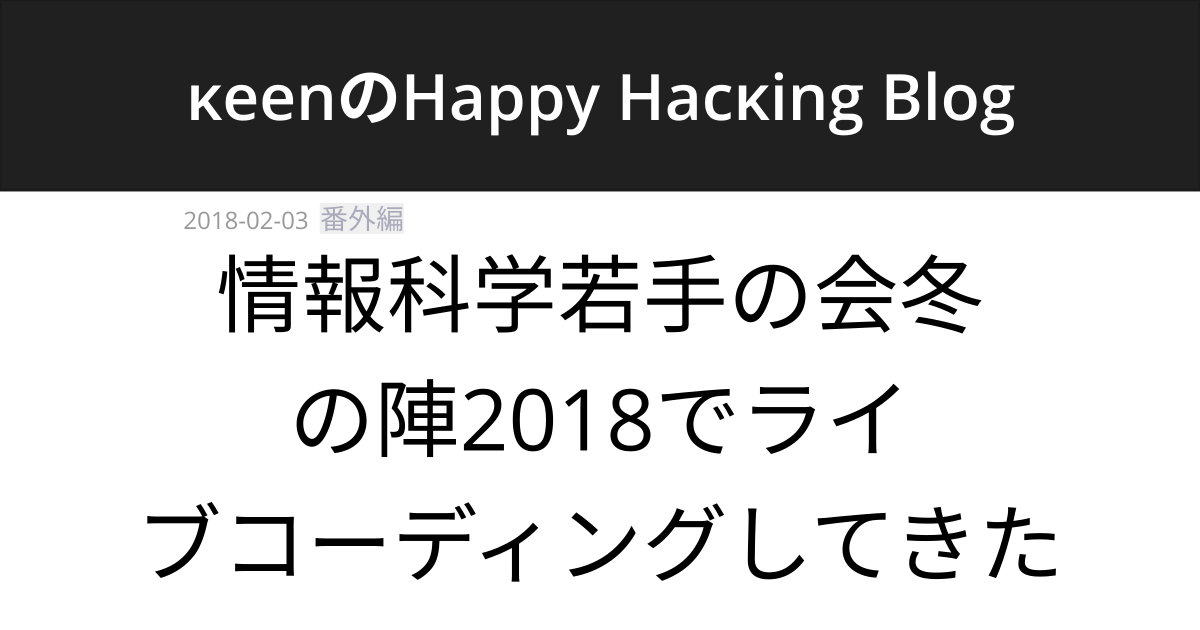 κeenのHappy Hacκing Blog
2018-02-03 番外編
情報科学若手の会冬
の陣2018でライ
ブコーディングしてきた